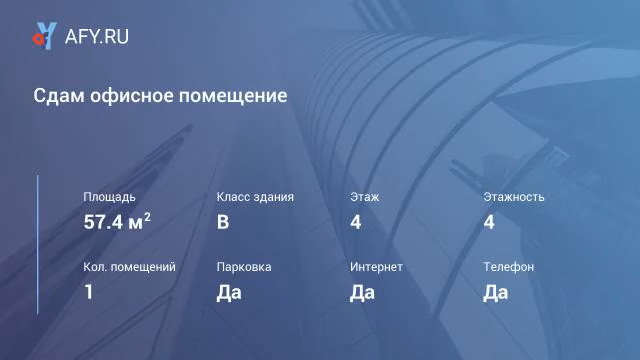 AFY.RU
Сдам офисное помещение
Площадь Класс здания Этаж Этажность
57.4 м² B 4 4
Кол. помещений Парковка Интернет Телефон
1 Да Да Да